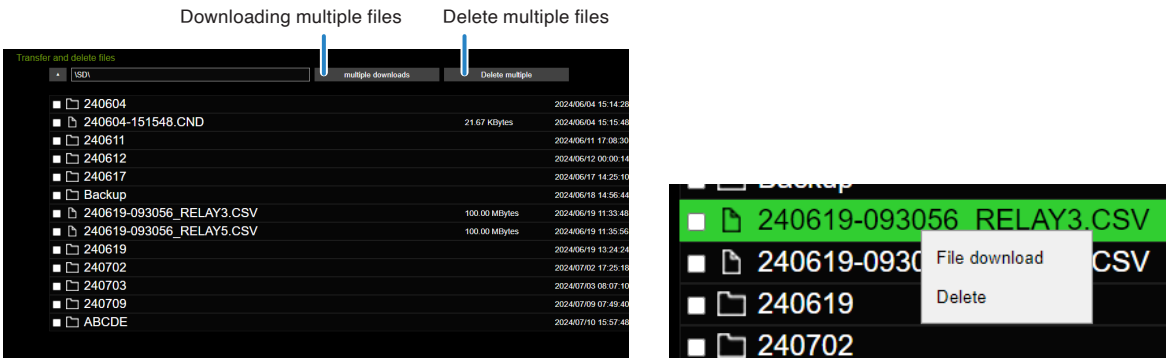 Downloading multiple files Delete multiple files
Transfer and delete files
\SD\ multiple downloads Delete multiple
240604 2024/06/04 15:14:28
240604-151548.CND 21.67 KBytes 2024/06/04 15:15:48
240611 2024/06/11 17:08:30
240612 2024/06/12 00:00:14
240617 2024/06/17 14:25:10
Backup 2024/06/18 14:56:44
240619-093056_RELAY3.CSV 100.00 MBytes 2024/06/19 11:33:48
240619-093056_RELAY5.CSV 100.00 MBytes 2024/06/19 11:35:56
240619 2024/06/19 13:24:24
240702 2024/07/02 17:25:18
240703 2024/07/03 08:07:10
240709 2024/07/09 07:49:40
ABCDE 2024/07/10 15:57:48
Backup
240619-093056_RELAY3.CSV
240619-0930 CSV
File download
240619
Delete
240702